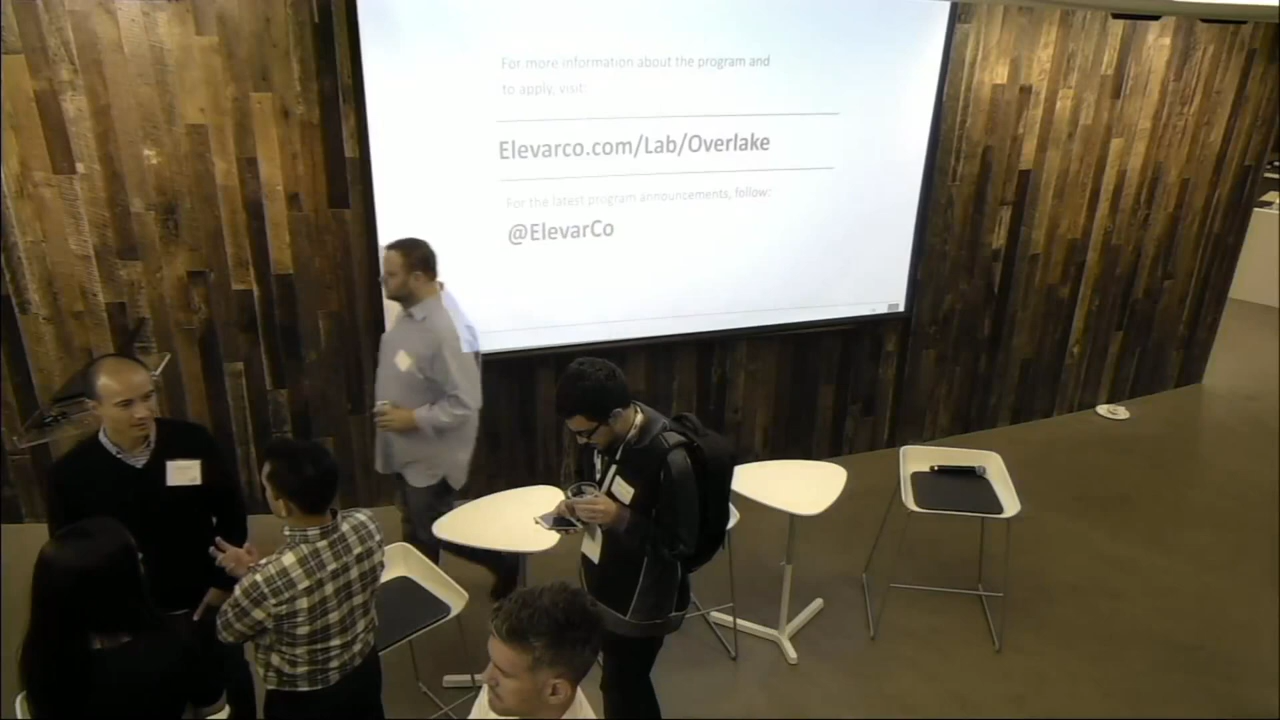 For more information about the program and
to apply, visit:
Elevarco.com/Lab/Overlake
For the latest program announcements, follow:
@ElevarCo